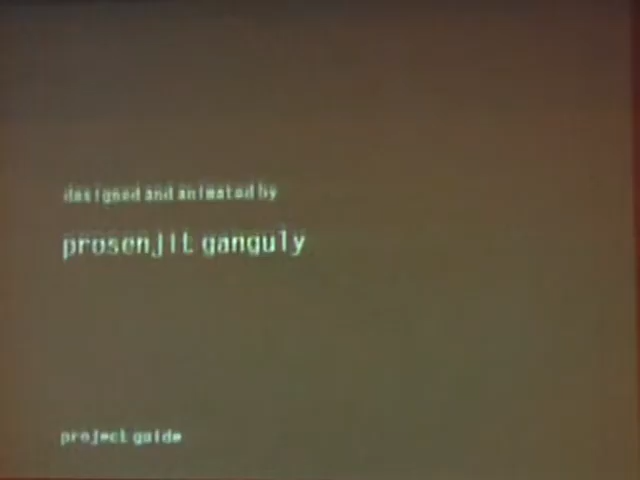 designed and animated by
prosenjit ganguly
project guide